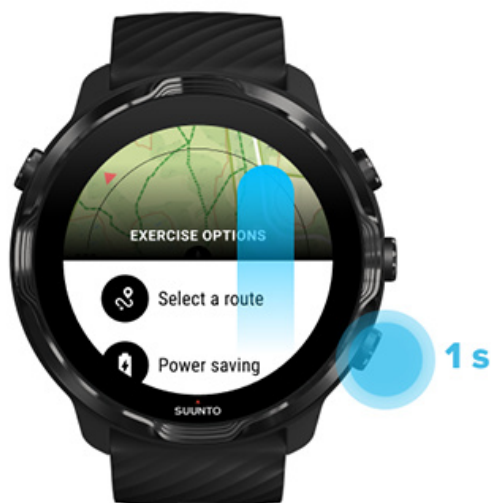 EXERCISE OPTIONS
Select a route
Power saving
1 s
SUUNTO